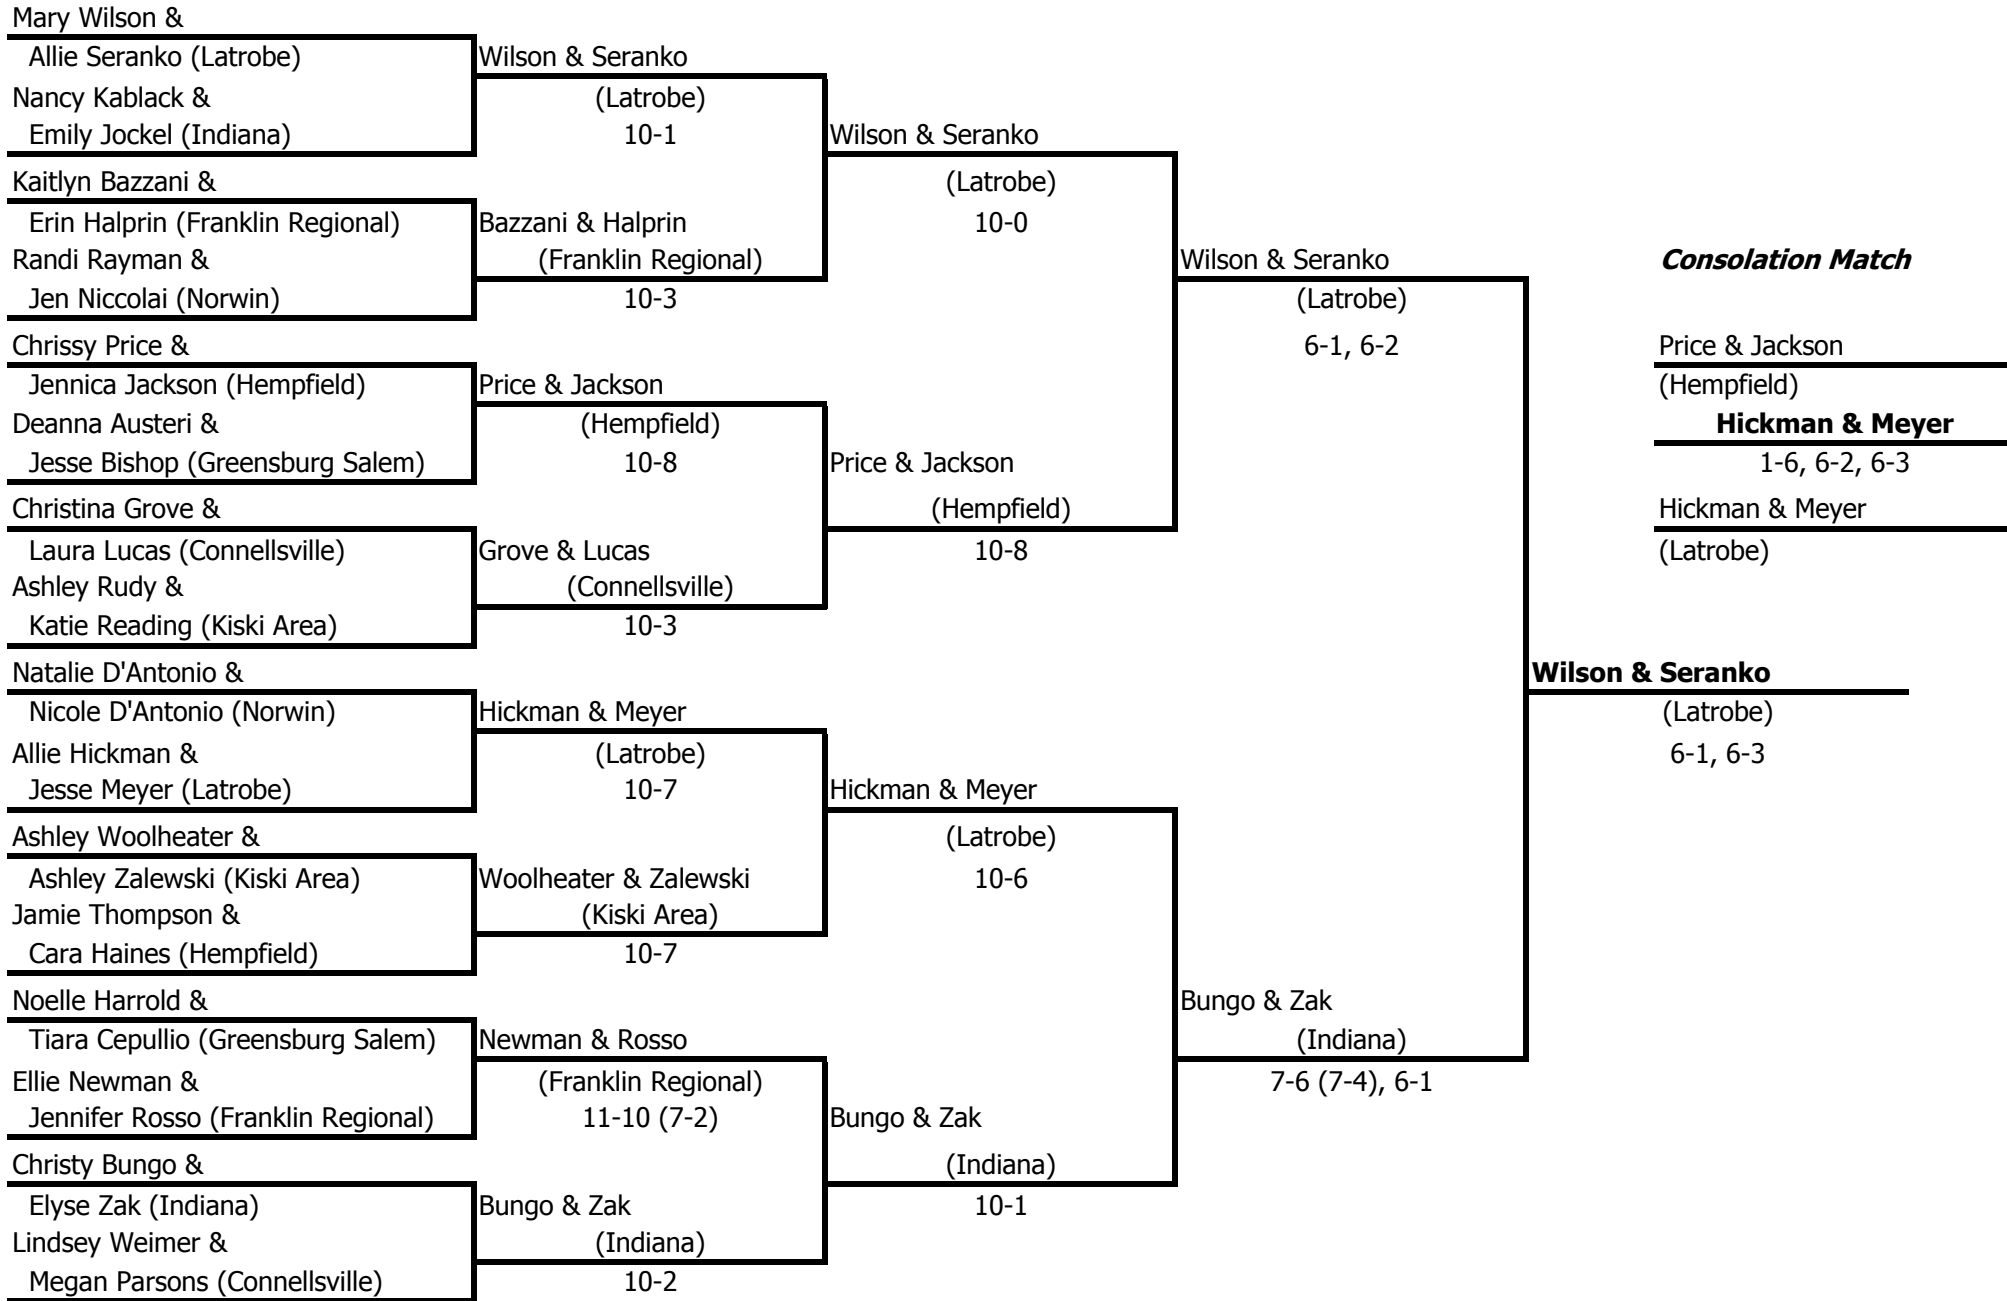 Mary Wilson &
Allie Seranko (Latrobe)
Nancy Kablack &
Emily Jockel (Indiana)
Kaitlyn Bazzani &
Erin Halprin (Franklin Regional)
Randi Rayman &
Jen Niccolai (Norwin)
Chrissy Price &
Jennica Jackson (Hempfield)
Deanna Austeri &
Jesse Bishop (Greensburg Salem)
Christina Grove &
Laura Lucas (Connellsville)
Ashley Rudy &
Katie Reading (Kiski Area)
Natalie D'Antonio &
Nicole D'Antonio (Norwin)
Allie Hickman &
Jesse Meyer (Latrobe)
Ashley Woolheater &
Ashley Zalewski (Kiski Area)
Jamie Thompson &
Cara Haines (Hempfield)
Noelle Harrold &
Tiara Cepullio (Greensburg Salem)
Ellie Newman &
Jennifer Rosso (Franklin Regional)
Christy Bungo &
Elyse Zak (Indiana)
Lindsey Weimer &
Megan Parsons (Connellsville)
Wilson & Seranko
(Latrobe)
10-1
Bazzani & Halprin
(Franklin Regional)
10-3
Price & Jackson
(Hempfield)
10-8
Grove & Lucas
(Connellsville)
10-3
Hickman & Meyer
(Latrobe)
10-7
Woolheater & Zalewski
(Kiski Area)
10-7
Newman & Rosso
(Franklin Regional)
11-10 (7-2)
Bungo & Zak
(Indiana)
10-2
Wilson & Seranko
(Latrobe)
10-0
Price & Jackson
(Hempfield)
10-8
Hickman & Meyer
(Latrobe)
10-6
Bungo & Zak
(Indiana)
10-1
Wilson & Seranko
(Latrobe)
6-1, 6-2
Bungo & Zak
(Indiana)
7-6 (7-4), 6-1
Wilson & Seranko
(Latrobe)
6-1, 6-3
Consolation Match
Price & Jackson
(Hempfield)
Hickman & Meyer
1-6, 6-2, 6-3
Hickman & Meyer
(Latrobe)